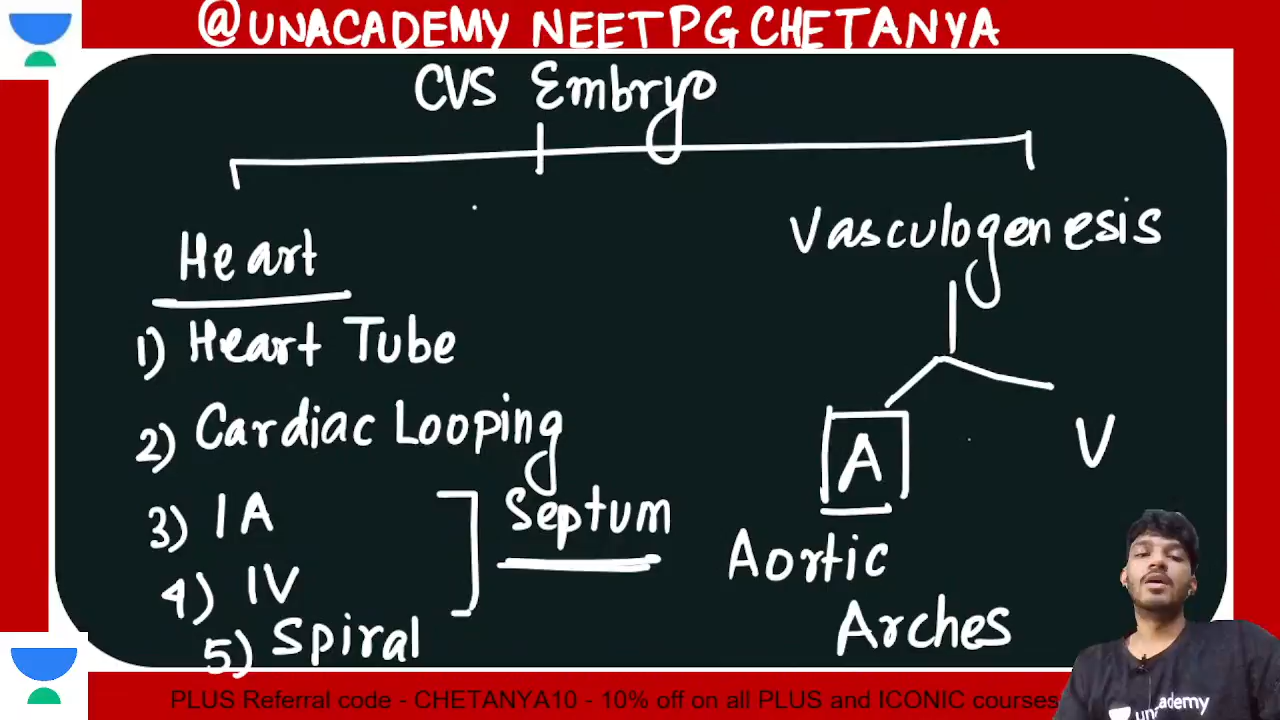 @UNACADEMY NEETPG CHETANYA
CVS Embryo
Heart
1) Heart Tube
2) Cardiac Looping
3) IA
4) IV
Septum
5) Spiral
Vasculogenesis
A
V
Aortic
Arches
unacademy
PLUS Referral code - CHETANYA10 - 10% off on all PLUS and ICONIC courses